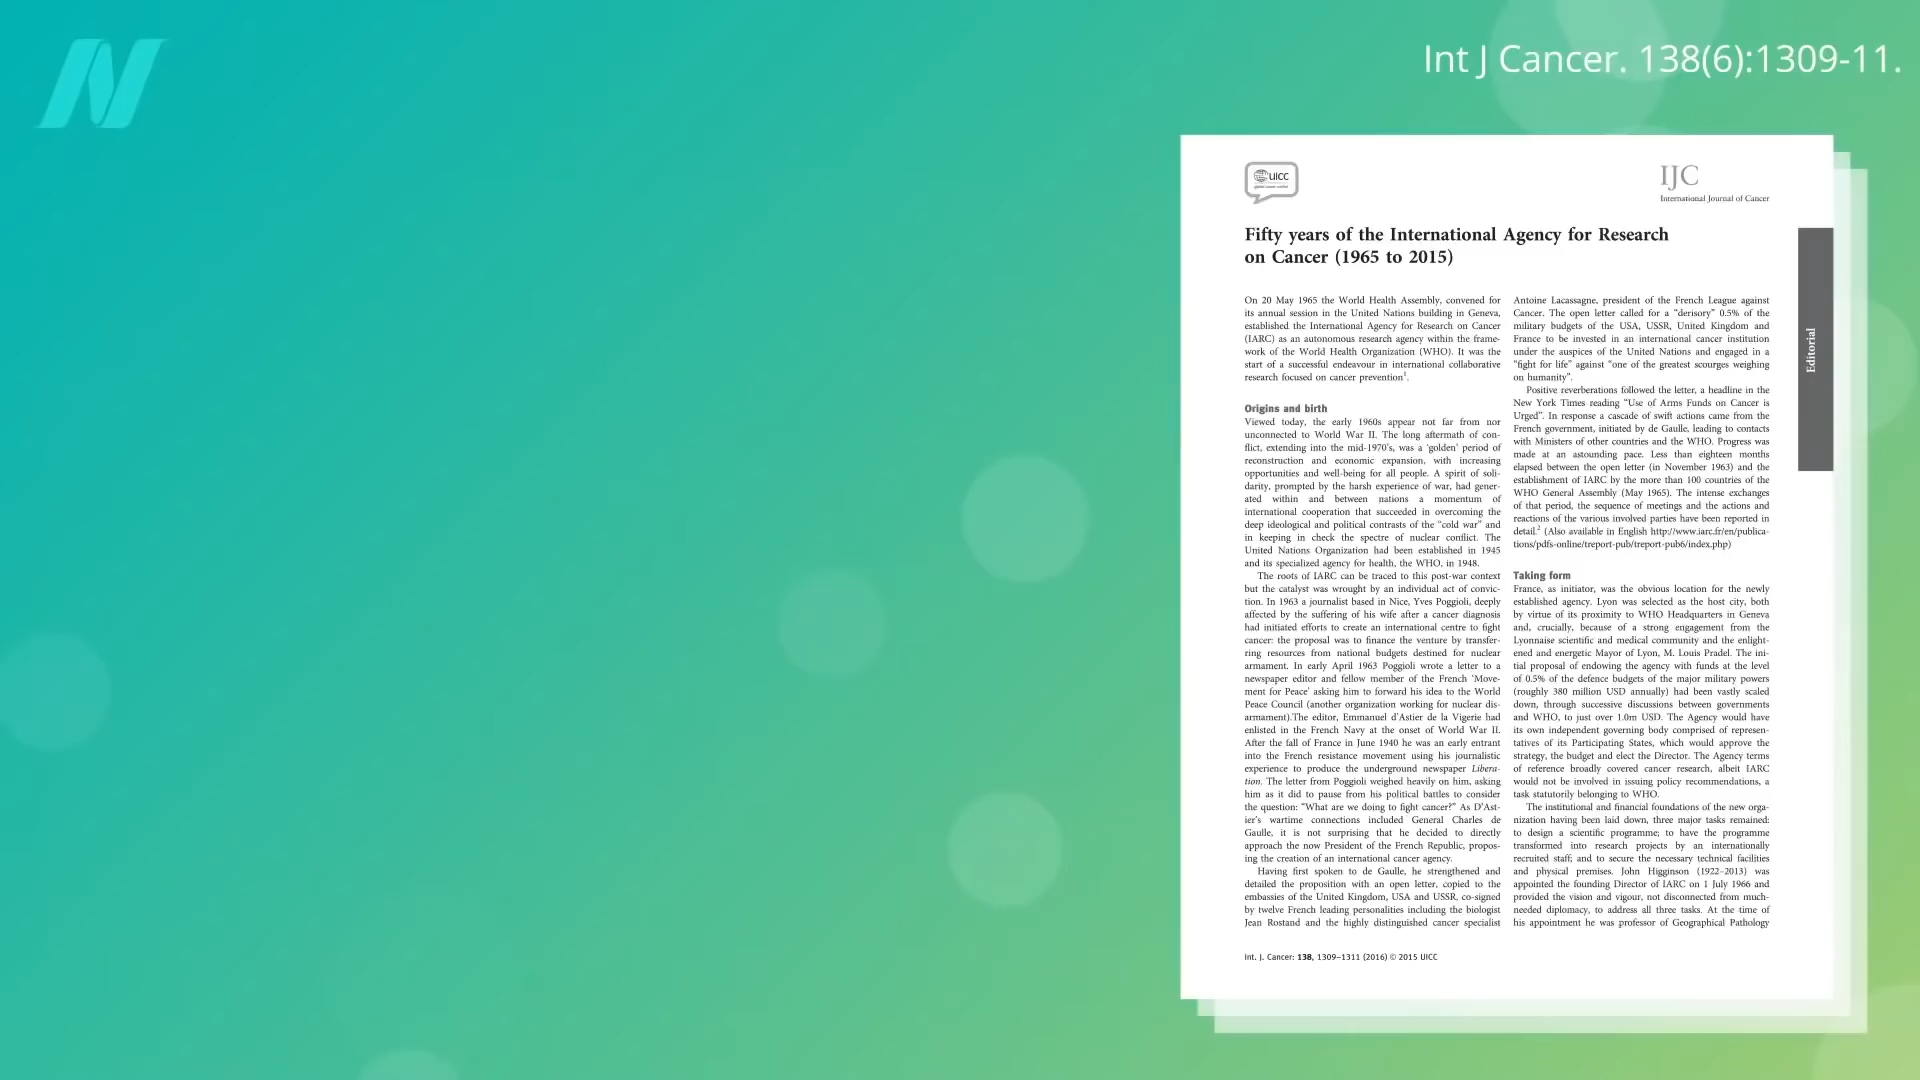 Int J Cancer. 138(6):1309-11.
uicc
global cancer control
IJC
International Journal of Cancer
Fifty years of the International Agency for Research
on Cancer (1965 to 2015)
On 20 May 1965 the World Health Assembly, convened for
its annual session in the United Nations building in Geneva,
established the International Agency for Research on Cancer
(IARC) as an autonomous research agency within the frame-
work of the World Health Organization (WHO). It was the
start of a successful endeavour in international collaborative
research focused on cancer prevention1.
Origins and birth
Viewed today, the early 1960s appear not far from nor
unconnected to World War II. The long aftermath of con-
flict, extending into the mid-1970's, was a 'golden' period of
reconstruction and economic expansion, with increasing
opportunities and well-being for all people. A spirit of soli-
darity, prompted by the harsh experience of war, had gener-
ated within and between nations a momentum of
international cooperation that succeeded in overcoming the
deep ideological and political contrasts of the "cold war" and
in keeping in check the spectre of nuclear conflict. The
United Nations Organization had been established in 1945
and its specialized agency for health, the WHO, in 1948.
The roots of IARC can be traced to this post-war context
but the catalyst was wrought by an individual act of convic-
tion. In 1963 a journalist based in Nice, Yves Poggioli, deeply
affected by the suffering of his wife after a cancer diagnosis
had initiated efforts to create an international centre to fight
cancer: the proposal was to finance the venture by transfer-
ring resources from national budgets destined for nuclear
armament. In early April 1963 Poggioli wrote a letter to a
newspaper editor and fellow member of the French 'Move-
ment for Peace' asking him to forward his idea to the World
Peace Council (another organization working for nuclear dis-
armament).The editor, Emmanuel d'Astier de la Vigerie had
enlisted in the French Navy at the onset of World War II.
After the fall of France in June 1940 he was an early entrant
into the French resistance movement using his journalistic
experience to produce the underground newspaper Libera-
tion. The letter from Poggioli weighed heavily on him, asking
him as it did to pause from his political battles to consider
the question: "What are we doing to fight cancer?" As D'Ast-
ier's wartime connections included General Charles de
Gaulle, it is not surprising that he decided to directly
approach the now President of the French Republic, propos-
ing the creation of an international cancer agency.
Having first spoken to de Gaulle, he strengthened and
detailed the proposition with an open letter, copied to the
embassies of the United Kingdom, USA and USSR, co-signed
by twelve French leading personalities including the biologist
Jean Rostand and the highly distinguished cancer specialist
Antoine Lacassagne, president of the French League against
Cancer. The open letter called for a "derisory" 0.5% of the
military budgets of the USA, USSR, United Kingdom and
France to be invested in an international cancer institution
under the auspices of the United Nations and engaged in a
"fight for life" against "one of the greatest scourges weighing
on humanity".
Positive reverberations followed the letter, a headline in the
New York Times reading "Use of Arms Funds on Cancer is
Urged". In response a cascade of swift actions came from the
French government, initiated by de Gaulle, leading to contacts
with Ministers of other countries and the WHO. Progress was
made at an astounding pace. Less than eighteen months
elapsed between the open letter (in November 1963) and the
establishment of IARC by the more than 100 countries of the
WHO General Assembly (May 1965). The intense exchanges
of that period, the sequence of meetings and the actions and
reactions of the various involved parties have been reported in
detail.2 (Also available in English http://www.iarc.fr/en/publica-
tions/pdfs-online/treport-pub/treport-pub6/index.php)
Taking form
France, as initiator, was the obvious location for the newly
established agency. Lyon was selected as the host city, both
by virtue of its proximity to WHO Headquarters in Geneva
and, crucially, because of a strong engagement from the
Lyonnaise scientific and medical community and the enlight-
ened and energetic Mayor of Lyon, M. Louis Pradel. The ini-
tial proposal of endowing the agency with funds at the level
of 0.5% of the defence budgets of the major military powers
(roughly 380 million USD annually) had been vastly scaled
down, through successive discussions between governments
and WHO, to just over 1.0m USD. The Agency would have
its own independent governing body comprised of represen-
tatives of its Participating States, which would approve the
strategy, the budget and elect the Director. The Agency terms
of reference broadly covered cancer research, albeit IARC
would not be involved in issuing policy recommendations, a
task statutorily belonging to WHO.
The institutional and financial foundations of the new orga-
nization having been laid down, three major tasks remained:
to design a scientific programme; to have the programme
transformed into research projects by an internationally
recruited staff; and to secure the necessary technical facilities
and physical premises. John Higginson (1922–2013) was
appointed the founding Director of IARC on 1 July 1966 and
provided the vision and vigour, not disconnected from much-
needed diplomacy, to address all three tasks. At the time of
his appointment he was professor of Geographical Pathology
Editorial
Int. J. Cancer: 138, 1309–1311 (2016) © 2015 UICC